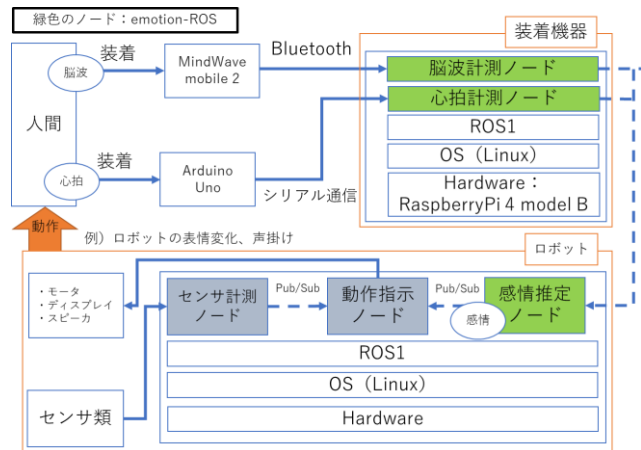 緑色のノード：emotion-ROS
装着機器
人間
脳波
装着
MindWave
mobile 2
Bluetooth
脳波計測ノード
心拍計測ノード
ROS1
OS（Linux）
Hardware：
RaspberryPi 4 model B
心拍
装着
Arduino
Uno
シリアル通信
動作
例）ロボットの表情変化、声掛け
ロボット
・モータ
・ディスプレイ
・スピーカ
センサ計測
ノード
Pub/Sub
動作指示
ノード
Pub/Sub
感情
感情推定
ノード
ROS1
OS（Linux）
Hardware
センサ類